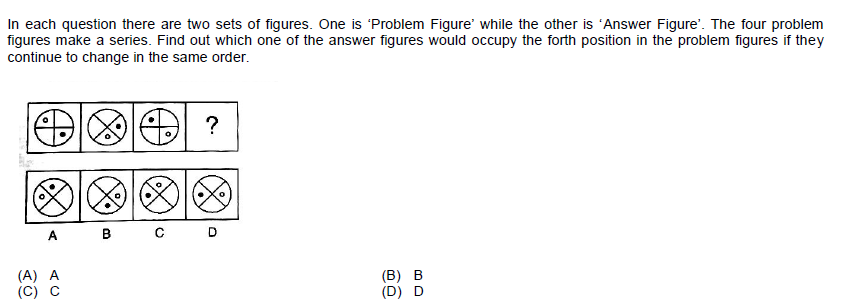 In each question there are two sets of figures. One is ‘Problem Figure’ while the other is ‘Answer Figure’. The four problem
figures make a series. Find out which one of the answer figures would occupy the forth position in the problem figures if they
continue to change in the same order.
?
A B C D
(A) A (B) B
(C) C (D) D